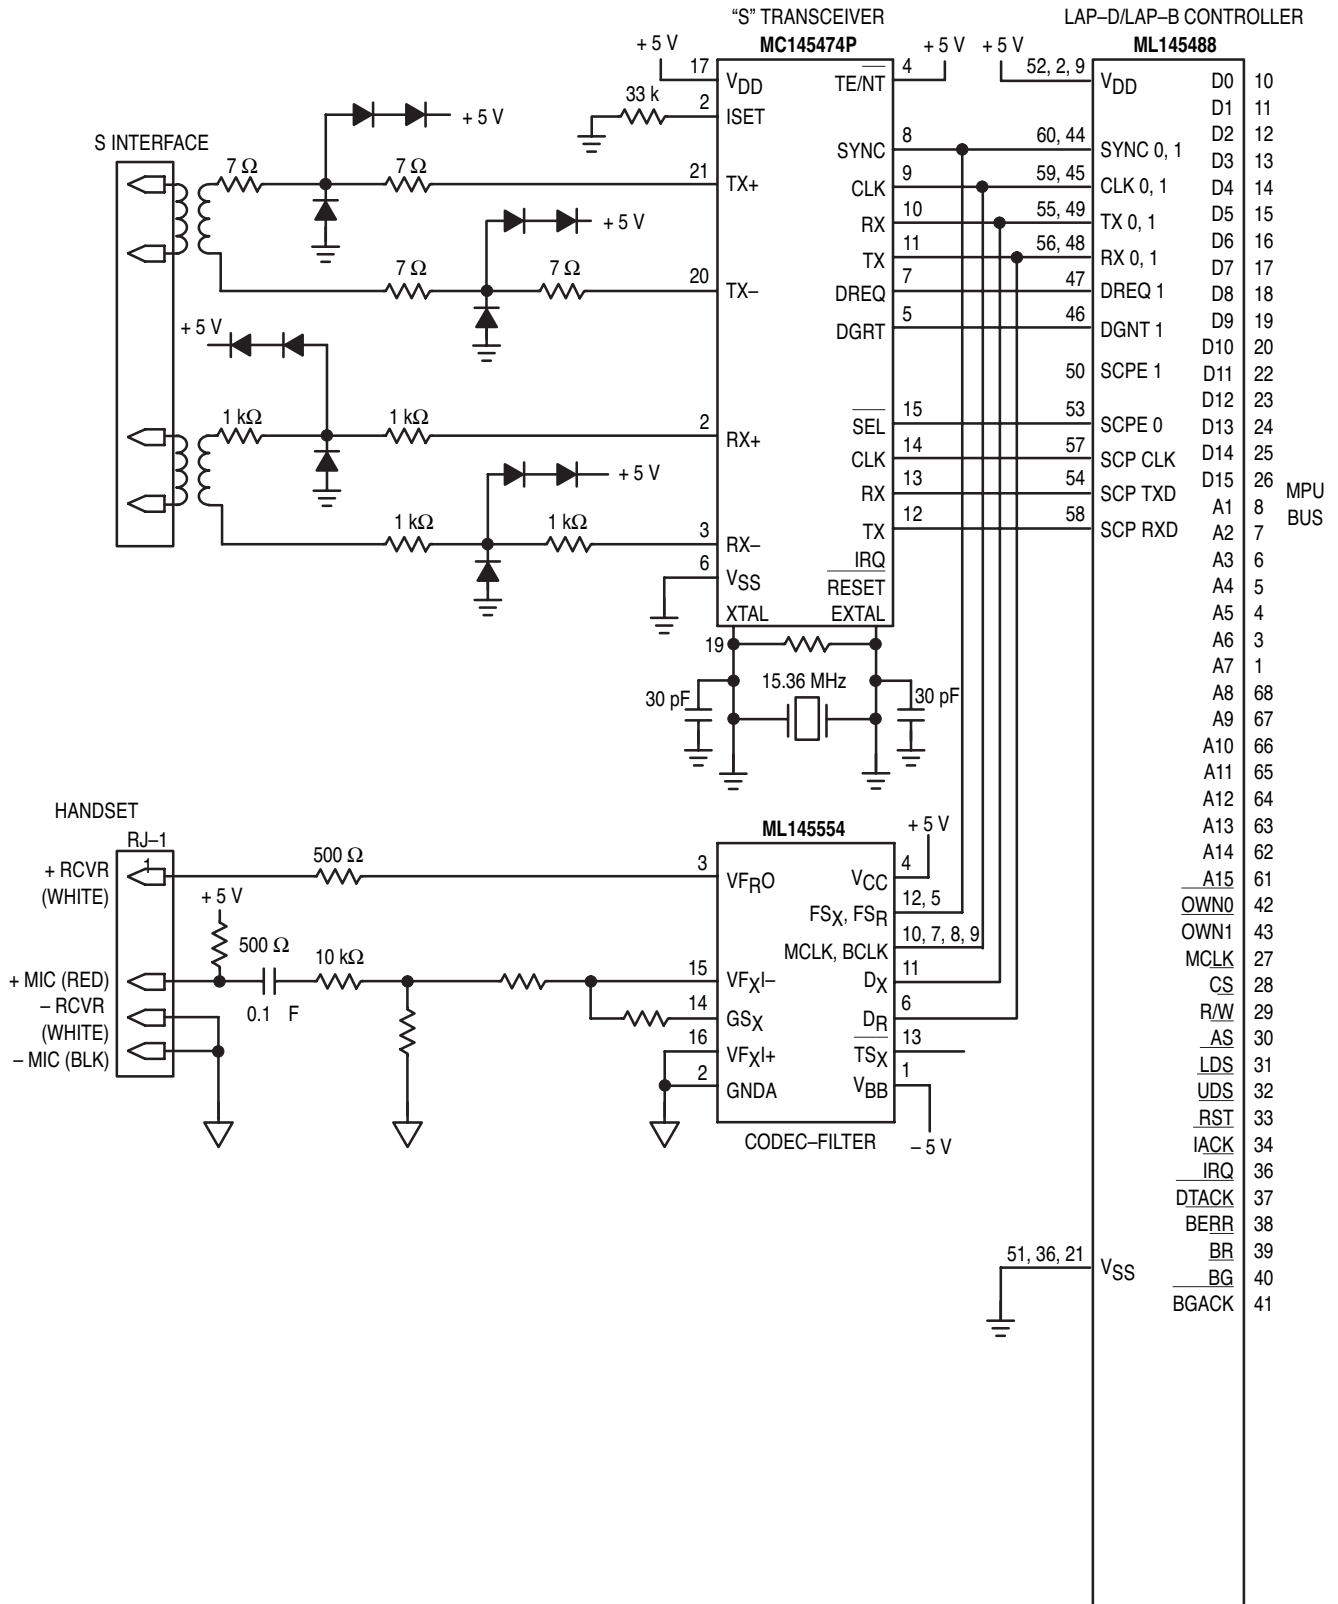 “S” TRANSCEIVER
MC145474P
LAP–D/LAP–B CONTROLLER
ML145488
+ 5 V
17
VDD
33 k
2
ISET
TE/NT
4
+ 5 V
+ 5 V
52, 2, 9
VDD
S INTERFACE
7 Ω
7 Ω
+ 5 V
21
TX+
7 Ω
7 Ω
+ 5 V
20
TX–
+ 5 V
1 kΩ
1 kΩ
2
RX+
1 kΩ
1 kΩ
+ 5 V
3
RX–
6
VSS
SYNC
8
60, 44
SYNC 0, 1
CLK
9
59, 45
CLK 0, 1
RX
10
55, 49
TX 0, 1
TX
11
56, 48
RX 0, 1
DREQ
7
47
DREQ 1
DGRT
5
46
DGNT 1
50
SCPE 1
SEL
15
53
SCPE 0
CLK
14
57
SCP CLK
RX
13
54
SCP TXD
TX
12
58
SCP RXD
IRQ
RESET
XTAL
EXTAL
19
30 pF
15.36 MHz
30 pF
D0 10
D1 11
D2 12
D3 13
D4 14
D5 15
D6 16
D7 17
D8 18
D9 19
D10 20
D11 22
D12 23
D13 24
D14 25
D15 26
MPU
BUS
A1 8
A2 7
A3 6
A4 5
A5 4
A6 3
A7 1
A8 68
A9 67
A10 66
A11 65
A12 64
A13 63
A14 62
A15 61
OWN0 42
OWN1 43
MCLK 27
CS 28
R/W 29
AS 30
LDS 31
UDS 32
RST 33
IACK 34
IRQ 36
DTACK 37
BERR 38
BR 39
BG 40
BGACK 41
51, 36, 21
VSS
HANDSET
RJ–1
1
+ RCVR
(WHITE)
+ MIC (RED)
– RCVR
(WHITE)
– MIC (BLK)
500 Ω
+ 5 V
500 Ω
0.1 F
10 kΩ
ML145554
3
VFRO
15
VFXI–
14
GSX
16
VFXI+
2
GNDA
+ 5 V
VCC
4
FSX, FSR
12, 5
MCLK, BCLK
10, 7, 8, 9
DX
11
DR
6
TSX
13
VBB
1
– 5 V
CODEC–FILTER